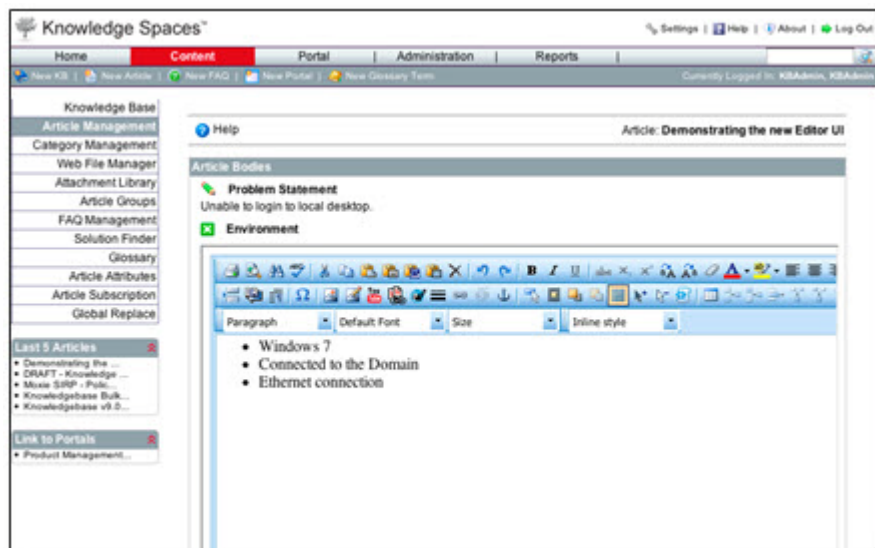 Knowledge Spaces™
Settings | Help | About | Log Out
Home Content Portal | Administration | Reports |
New KB | New Article | New FAQ | New Portal | New Glossary Term Currently Logged In: KBAdmin, KBAdmin
Knowledge Base
Article Management
Category Management
Web File Manager
Attachment Library
Article Groups
FAQ Management
Solution Finder
Glossary
Article Attributes
Article Subscription
Global Replace
Last 5 Articles
• Demonstrating the ...
• DRAFT - Knowledge ...
• Moxie SIRP - Polic...
• Knowledgebase Bulk...
• Knowledgebase v9.0...
Link to Portals
• Product Management...
Help Article: Demonstrating the new Editor UI
Article Bodies
Problem Statement
Unable to login to local desktop.
Environment
B I U abc X, X' A
Paragraph Default Font Size Inline style
• Windows 7
• Connected to the Domain
• Ethernet connection